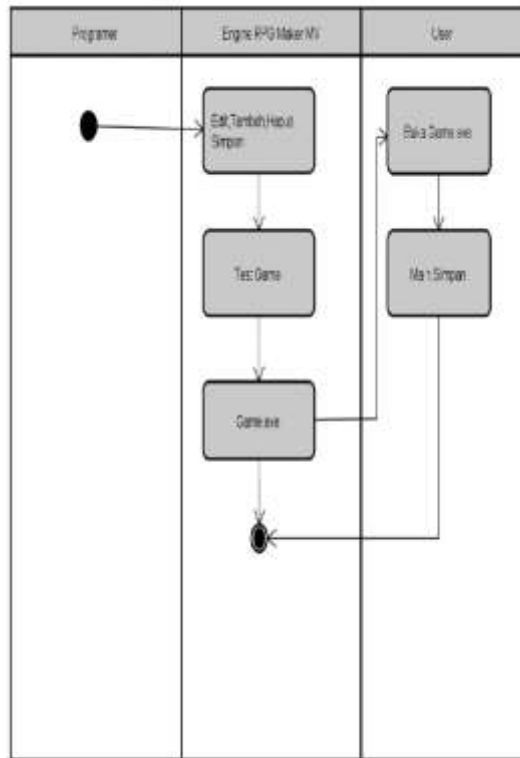 Programer
Engine RPG Maker MV
User
Edit,Tambah,Hapus
Simpan
Buka Game.exe
Test Game
Main Simpan
Game.exe